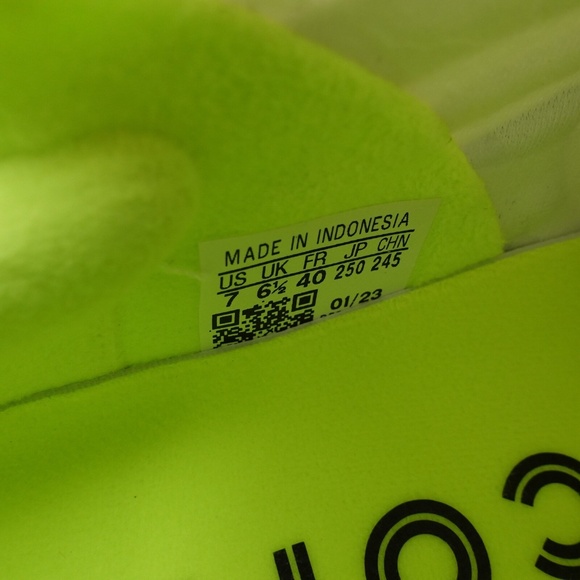 MADE IN INDONESIA
US UK FR JP CHN
7 6½ 40 250 245
01/23